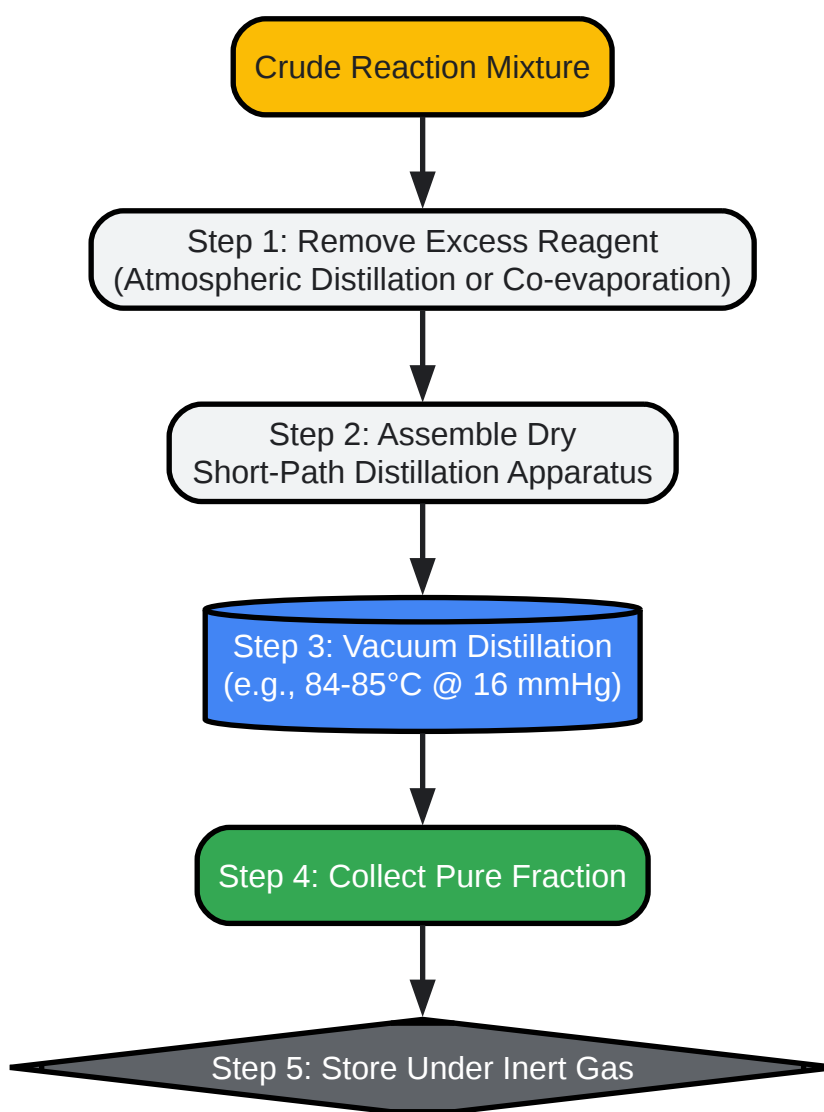 Crude Reaction Mixture
Step 1: Remove Excess Reagent
(Atmospheric Distillation or Co-evaporation)
Step 2: Assemble Dry
Short-Path Distillation Apparatus
Step 3: Vacuum Distillation
(e.g., 84-85°C @ 16 mmHg)
Step 4: Collect Pure Fraction
Step 5: Store Under Inert Gas